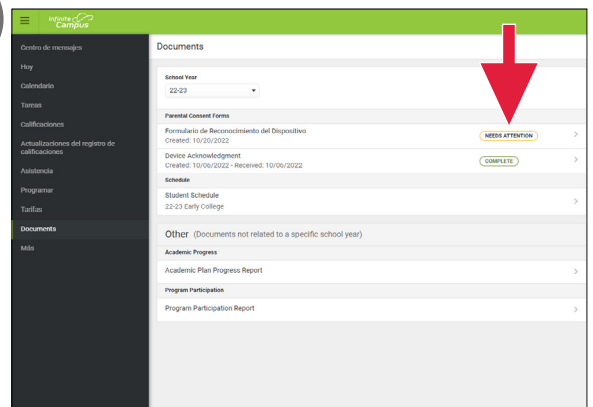 Infinite Campus
Centro de mensajes
Hoy
Calendario
Tareas
Calificaciones
Actualizaciones del registro de
calificaciones
Asistencia
Programar
Tarifas
Documents
Más
Documents
School Year
22-23
Parental Consent Forms
Formulario de Reconocimiento del Dispositivo
Created: 10/20/2022
NEEDS ATTENTION
Device Acknowledgment
Created: 10/06/2022 - Received: 10/06/2022
COMPLETE
Schedule
Student Schedule
22-23 Early College
Other (Documents not related to a specific school year)
Academic Progress
Academic Plan Progress Report
Program Participation
Program Participation Report